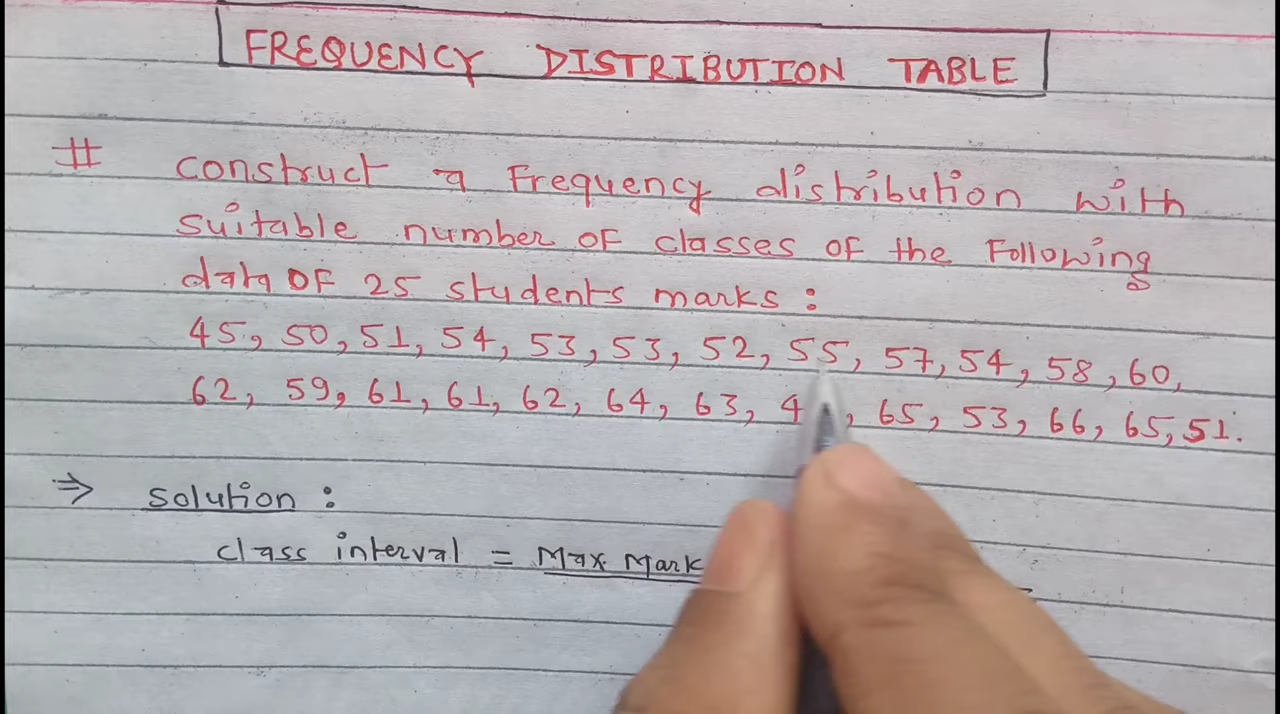 FREQUENCY DISTRIBUTION TABLE
# Construct a Frequency distribution with
suitable number of classes of the Following
data of 25 students marks :
45, 50, 51, 54, 53, 53, 52, 55, 57, 54, 58, 60,
62, 59, 61, 61, 62, 64, 63, 65, 53, 66, 65, 51.
⇒ Solution :
Class interval = Max Mark